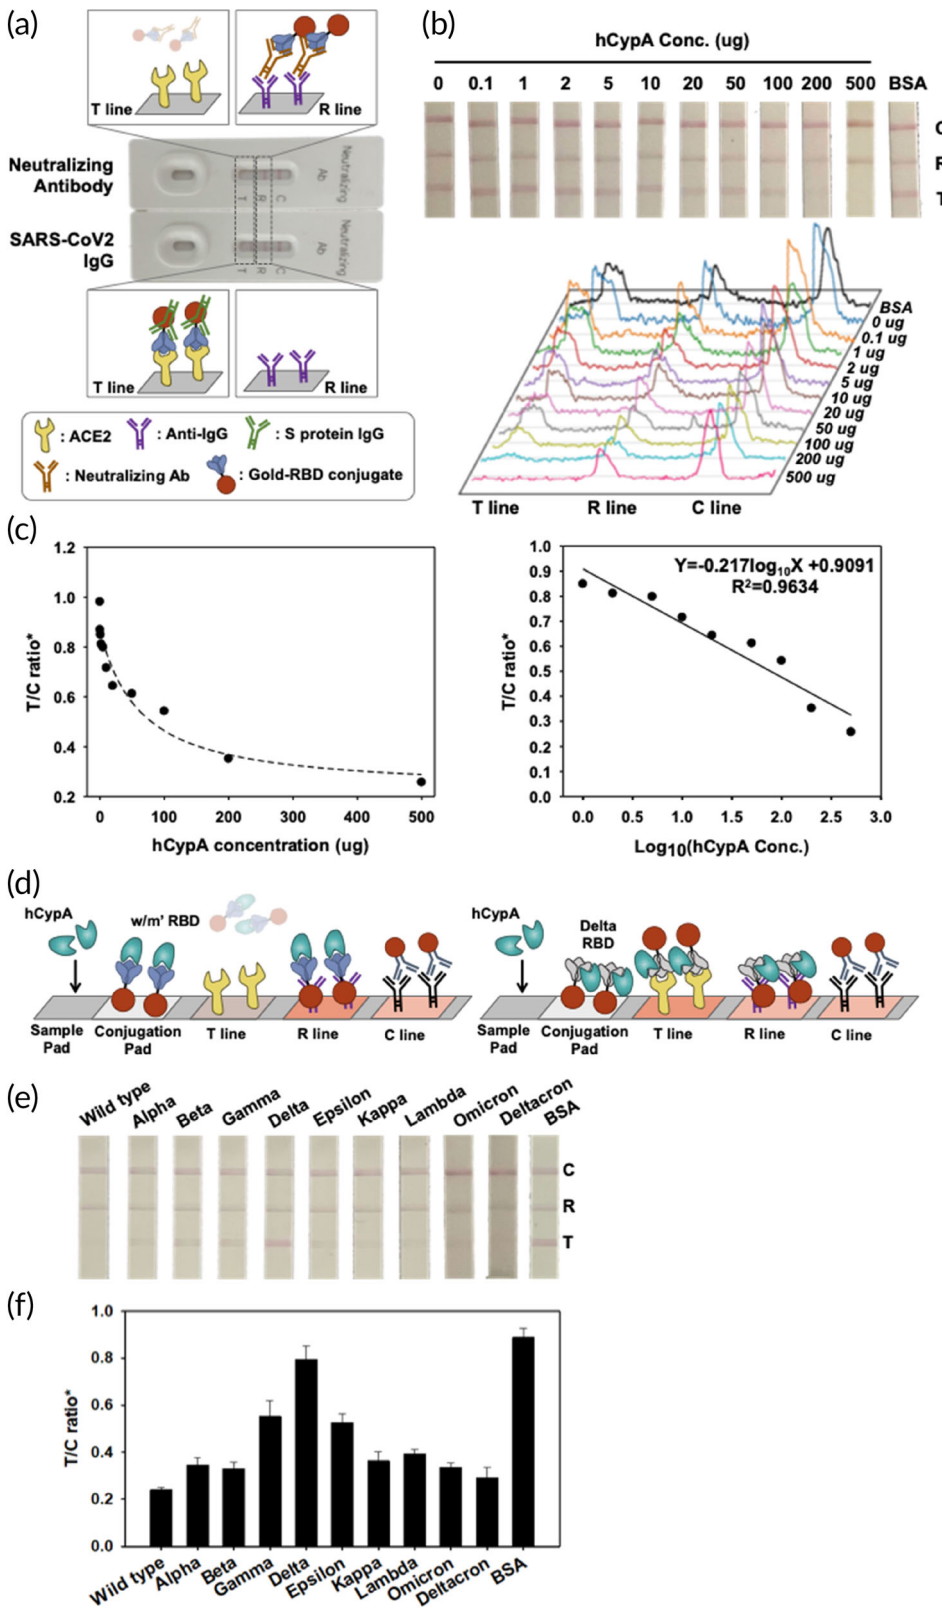 (a)
T line
R line
Neutralizing
Antibody
T R C
Ab
Neutralizing
SARS-CoV2
IgG
T R C
Ab
Neutralizing
T line
R line
: ACE2
: Anti-IgG
: S protein IgG
: Neutralizing Ab
: Gold-RBD conjugate
(b)
hCypA Conc. (ug)
0 0.1 1 2 5 10 20 50 100 200 500 BSA
R
T
BSA
0 ug
0.1 ug
1 ug
2 ug
5 ug
10 ug
20 ug
50 ug
100 ug
200 ug
500 ug
T line R line C line
(c)
1.2
1.0
0.8
0.6
0.4
0.2
T/C ratio*
0 100 200 300 400 500
hCypA concentration (ug)
Y=-0.217log10X +0.9091
R²=0.9634
1.0
0.9
0.8
0.7
0.6
0.5
0.4
0.3
0.2
0.1
0.0
T/C ratio*
0.0 0.5 1.0 1.5 2.0 2.5 3.0
Log10(hCypA Conc.)
(d)
hCypA
w/m' RBD
Sample
Pad
Conjugation
Pad
T line
R line
C line
hCypA
Delta
RBD
Sample
Pad
Conjugation
Pad
T line
R line
C line
(e)
Wild type Alpha Beta Gamma Delta Epsilon Kappa Lambda Omicron Deltacron BSA
C
R
T
(f)
1.0
0.8
0.6
0.4
0.2
0.0
T/C ratio*
Wild type Alpha Beta Gamma Delta Epsilon Kappa Lambda Omicron Deltacron BSA